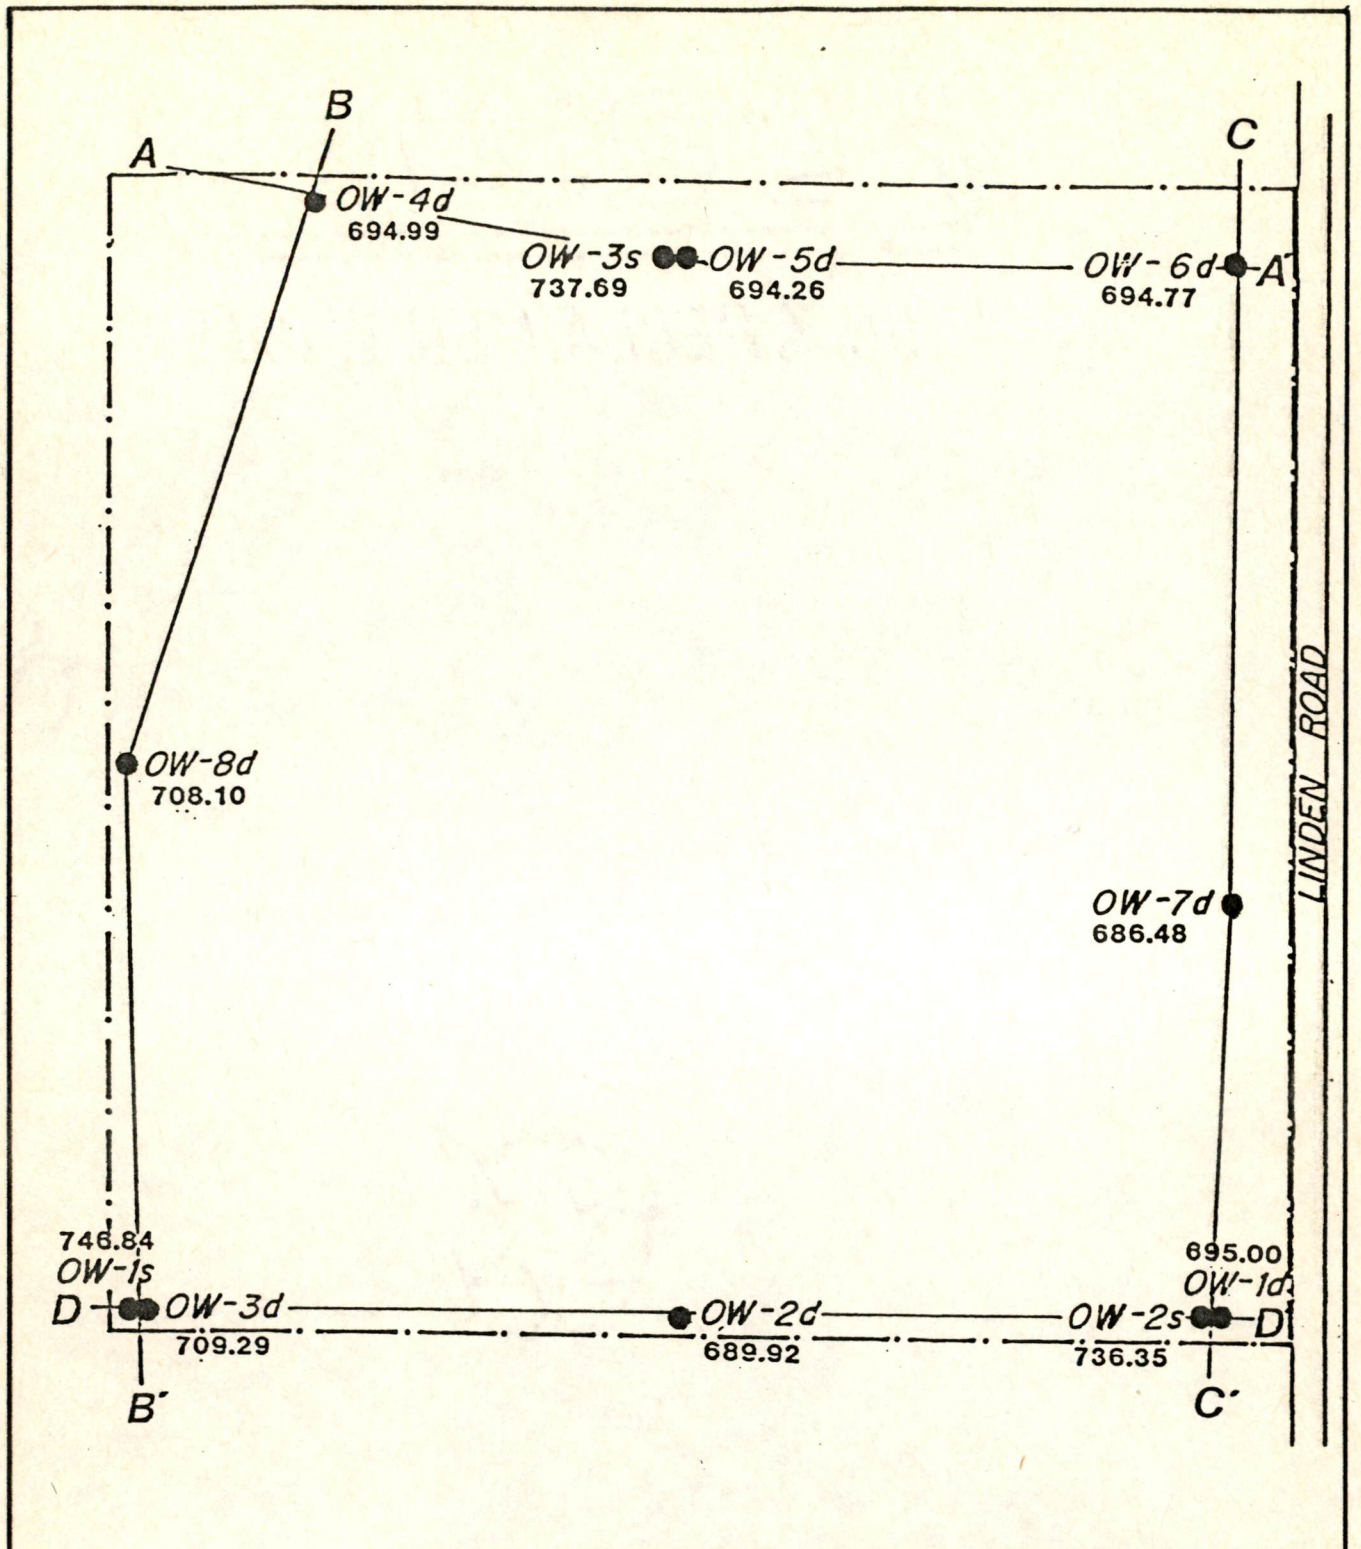 B
A
C
OW-4d
694.99
OW-3s
737.69
OW-5d
694.26
OW-6d
694.77
A'
OW-8d
708.10
LINDEN ROAD
OW-7d
686.48
746.84
OW-1s
D
OW-3d
709.29
OW-2d
689.92
695.00
OW-1d
OW-2s
736.35
D'
B'
C'